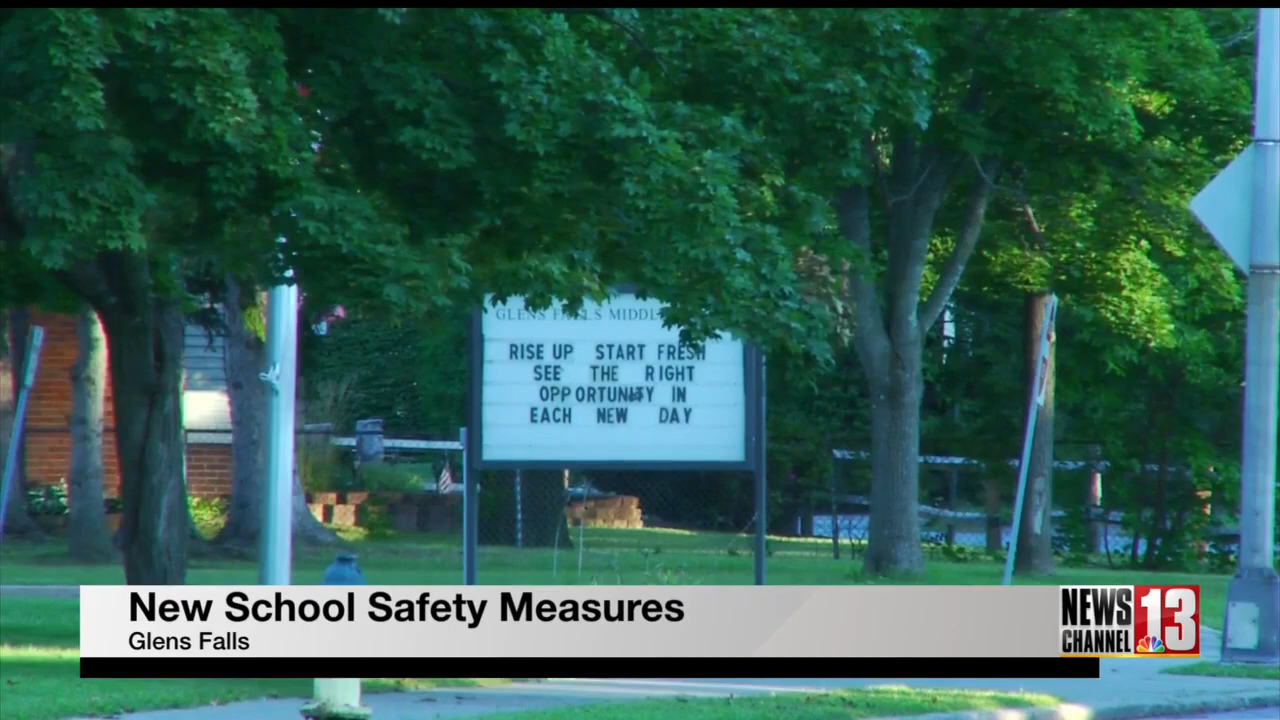 GLENS FALLS MIDDL
RISE UP START FRESH
SEE THE RIGHT
OPPORTUNITY IN
EACH NEW DAY
New School Safety Measures
Glens Falls
NEWS
CHANNEL
13